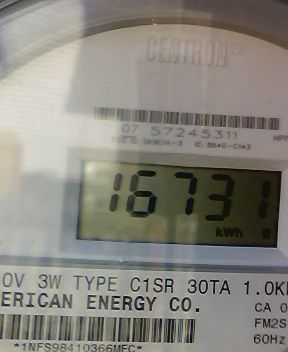 CENTRON®
07 57245311
16731
kWh
0V 3W TYPE C1SR 30TA 1.0K
ERICAN ENERGY CO.
CA 0
FM2S
60Hz
*1NFS98410366MFC*